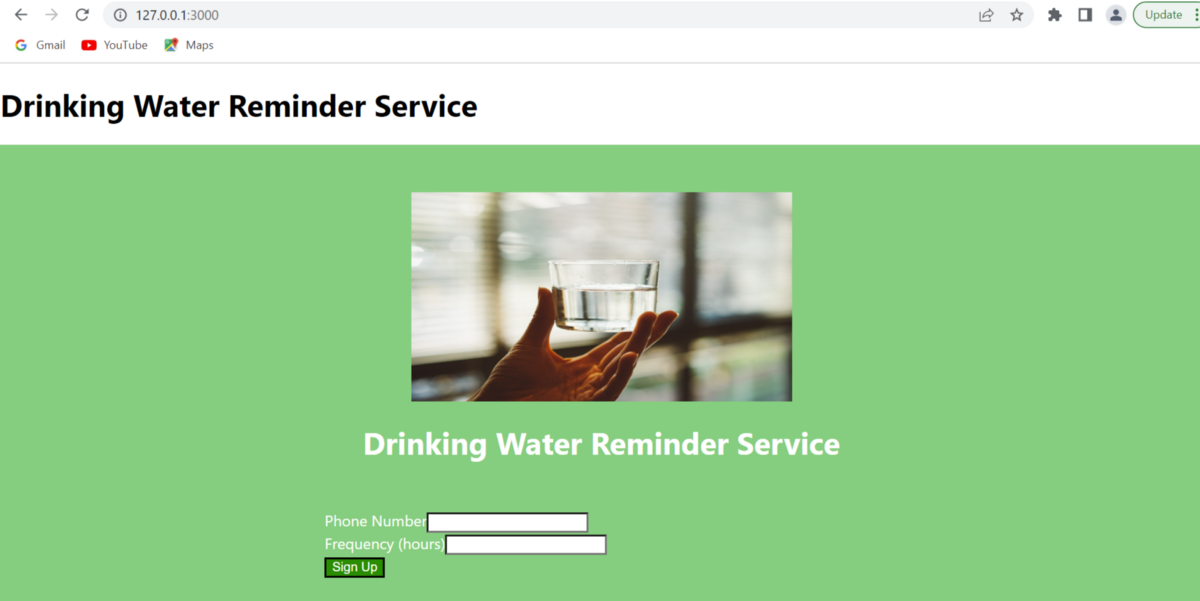 127.0.0.1:3000
Update
Gmail YouTube Maps
Drinking Water Reminder Service
Drinking Water Reminder Service
Phone Number
Frequency (hours)
Sign Up